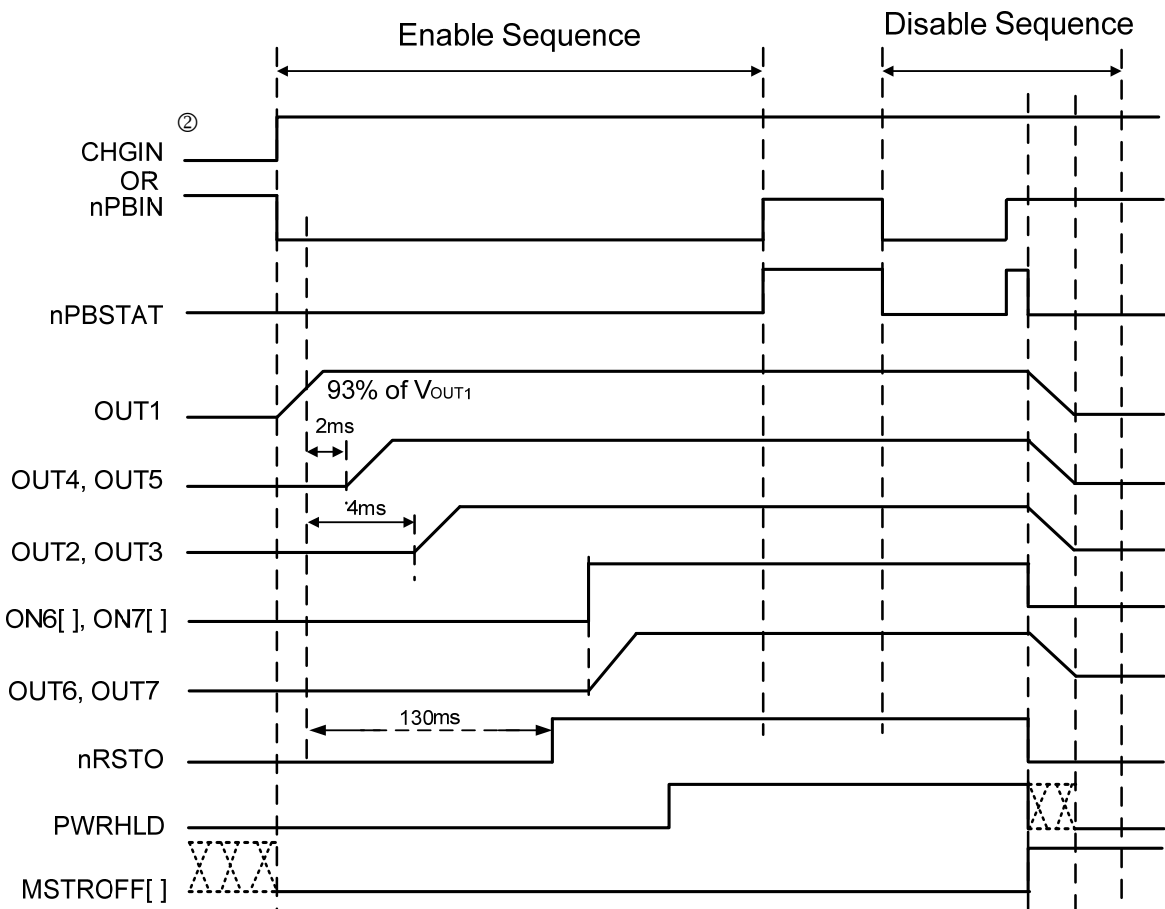 Enable Sequence
Disable Sequence
②
CHGIN
OR
nPBIN
nPBSTAT
93% of VOUT1
OUT1
2ms
OUT4, OUT5
4ms
OUT2, OUT3
ON6[ ], ON7[ ]
OUT6, OUT7
130ms
nRSTO
PWRHLD
MSTROFF[ ]